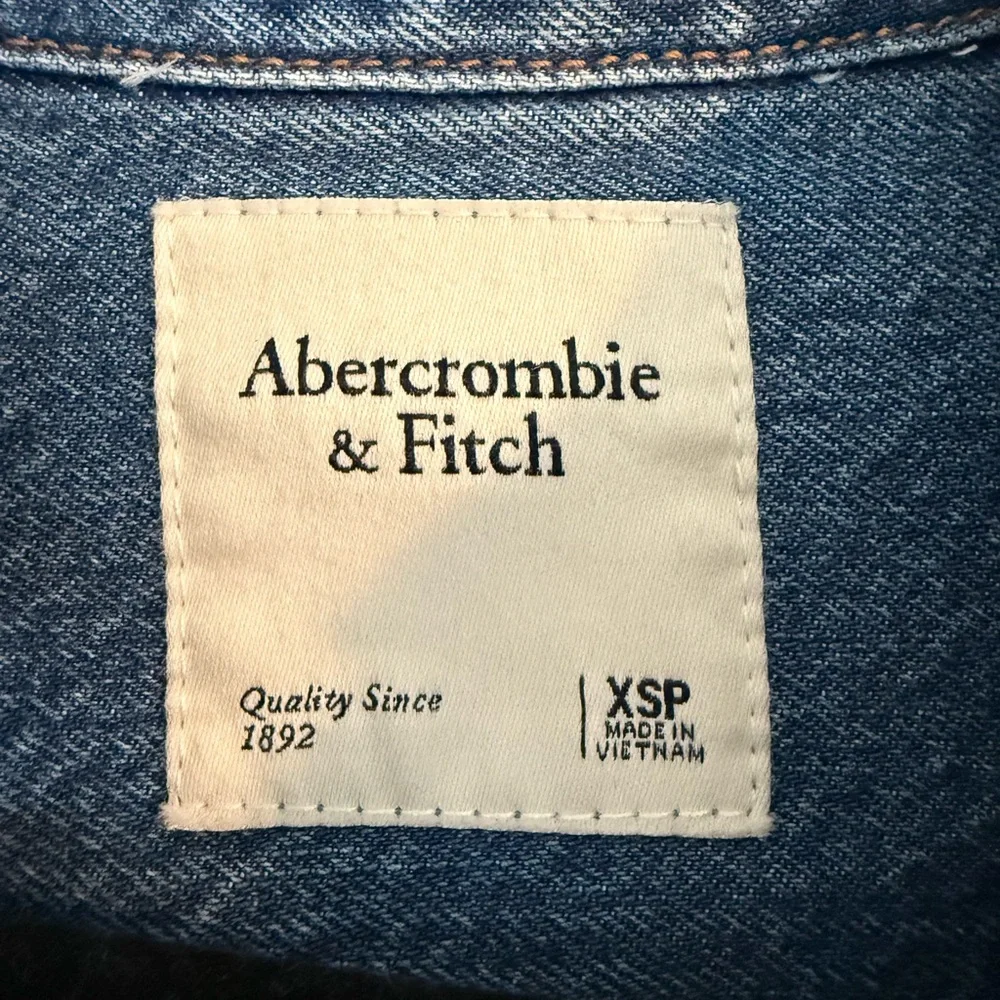 Abercrombie
& Fitch
Quality Since
1892
XSP
MADE IN
VIETNAM